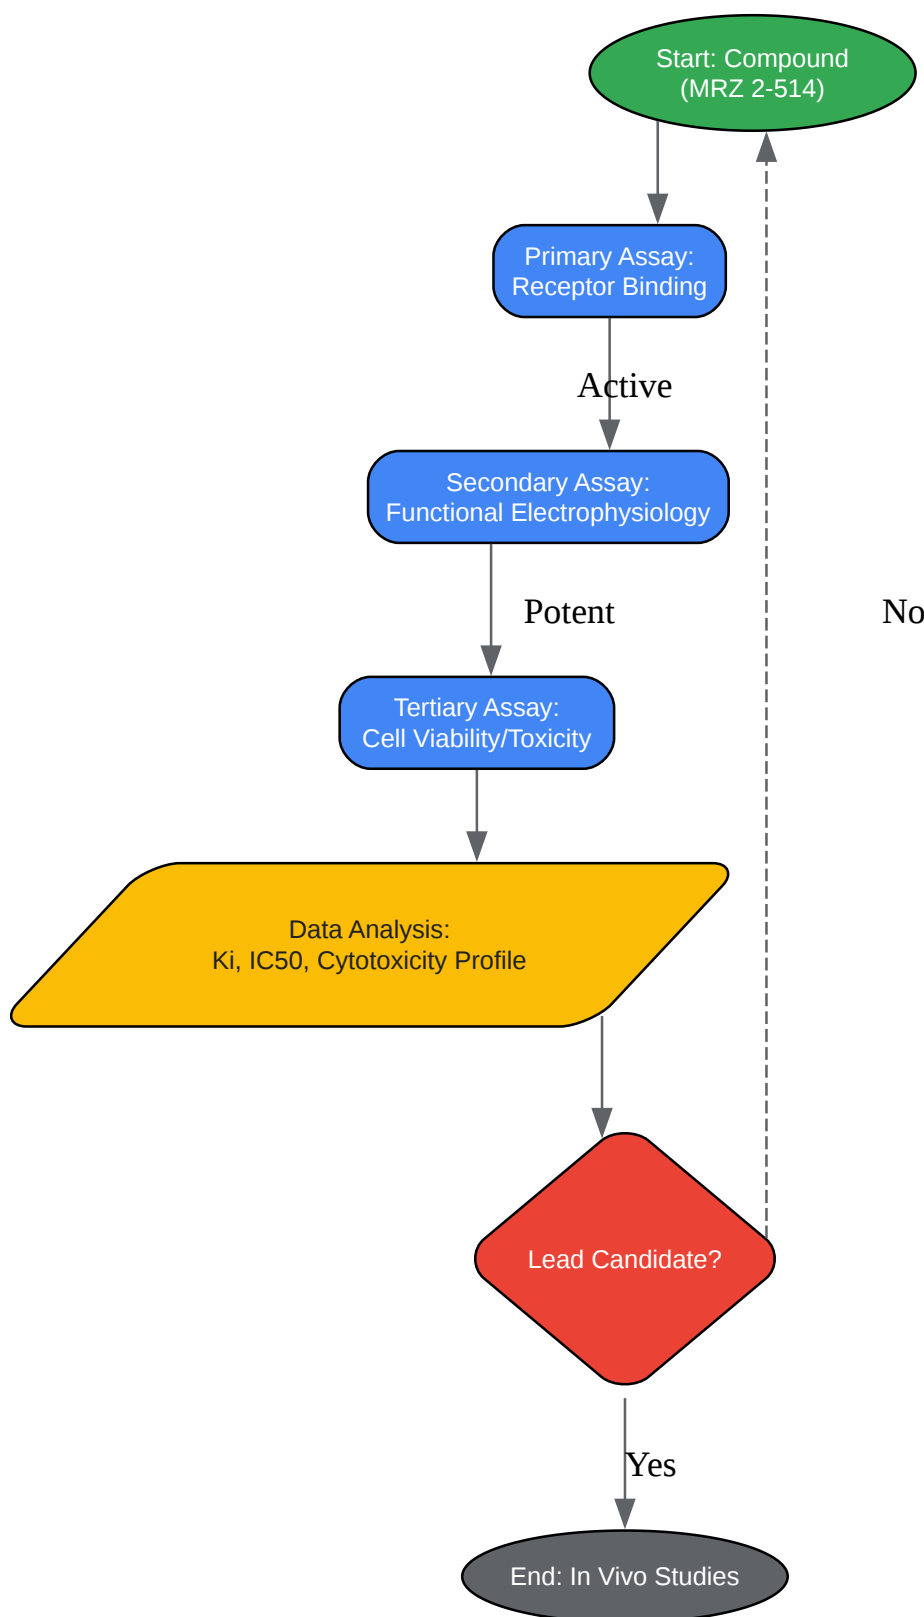 Start: Compound
(MRZ 2-514)
Primary Assay:
Receptor Binding
Active
Secondary Assay:
Functional Electrophysiology
Potent
No
Tertiary Assay:
Cell Viability/Toxicity
Data Analysis:
Ki, IC50, Cytotoxicity Profile
Lead Candidate?
Yes
End: In Vivo Studies